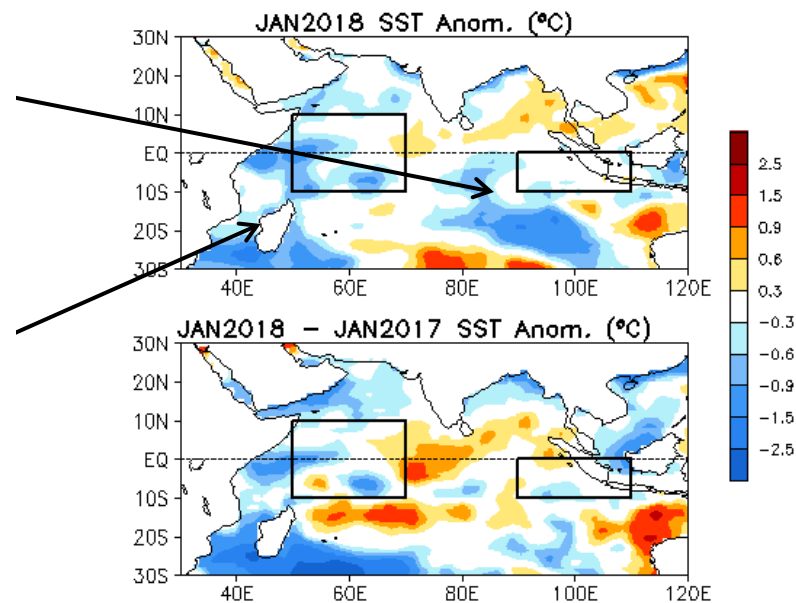 JAN2018 SST Anom. (ºC)
30N
20N
10N
EQ
10S
20S
30S
40E 60E 80E 100E 120E
JAN2018 – JAN2017 SST Anom. (ºC)
30N
20N
10N
EQ
10S
20S
30S
40E 60E 80E 100E 120E
2.5
1.5
0.9
0.6
0.3
-0.3
-0.6
-0.9
-1.5
-2.5